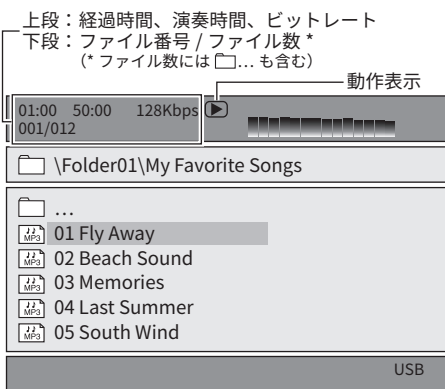 上段：経過時間、演奏時間、ビットレート
下段：ファイル番号 / ファイル数 *
（* ファイル数には … も含む）
動作表示
01:00 50:00 128Kbps
001/012
\Folder01\My Favorite Songs
…
MP3 01 Fly Away
MP3 02 Beach Sound
MP3 03 Memories
MP3 04 Last Summer
MP3 05 South Wind
USB